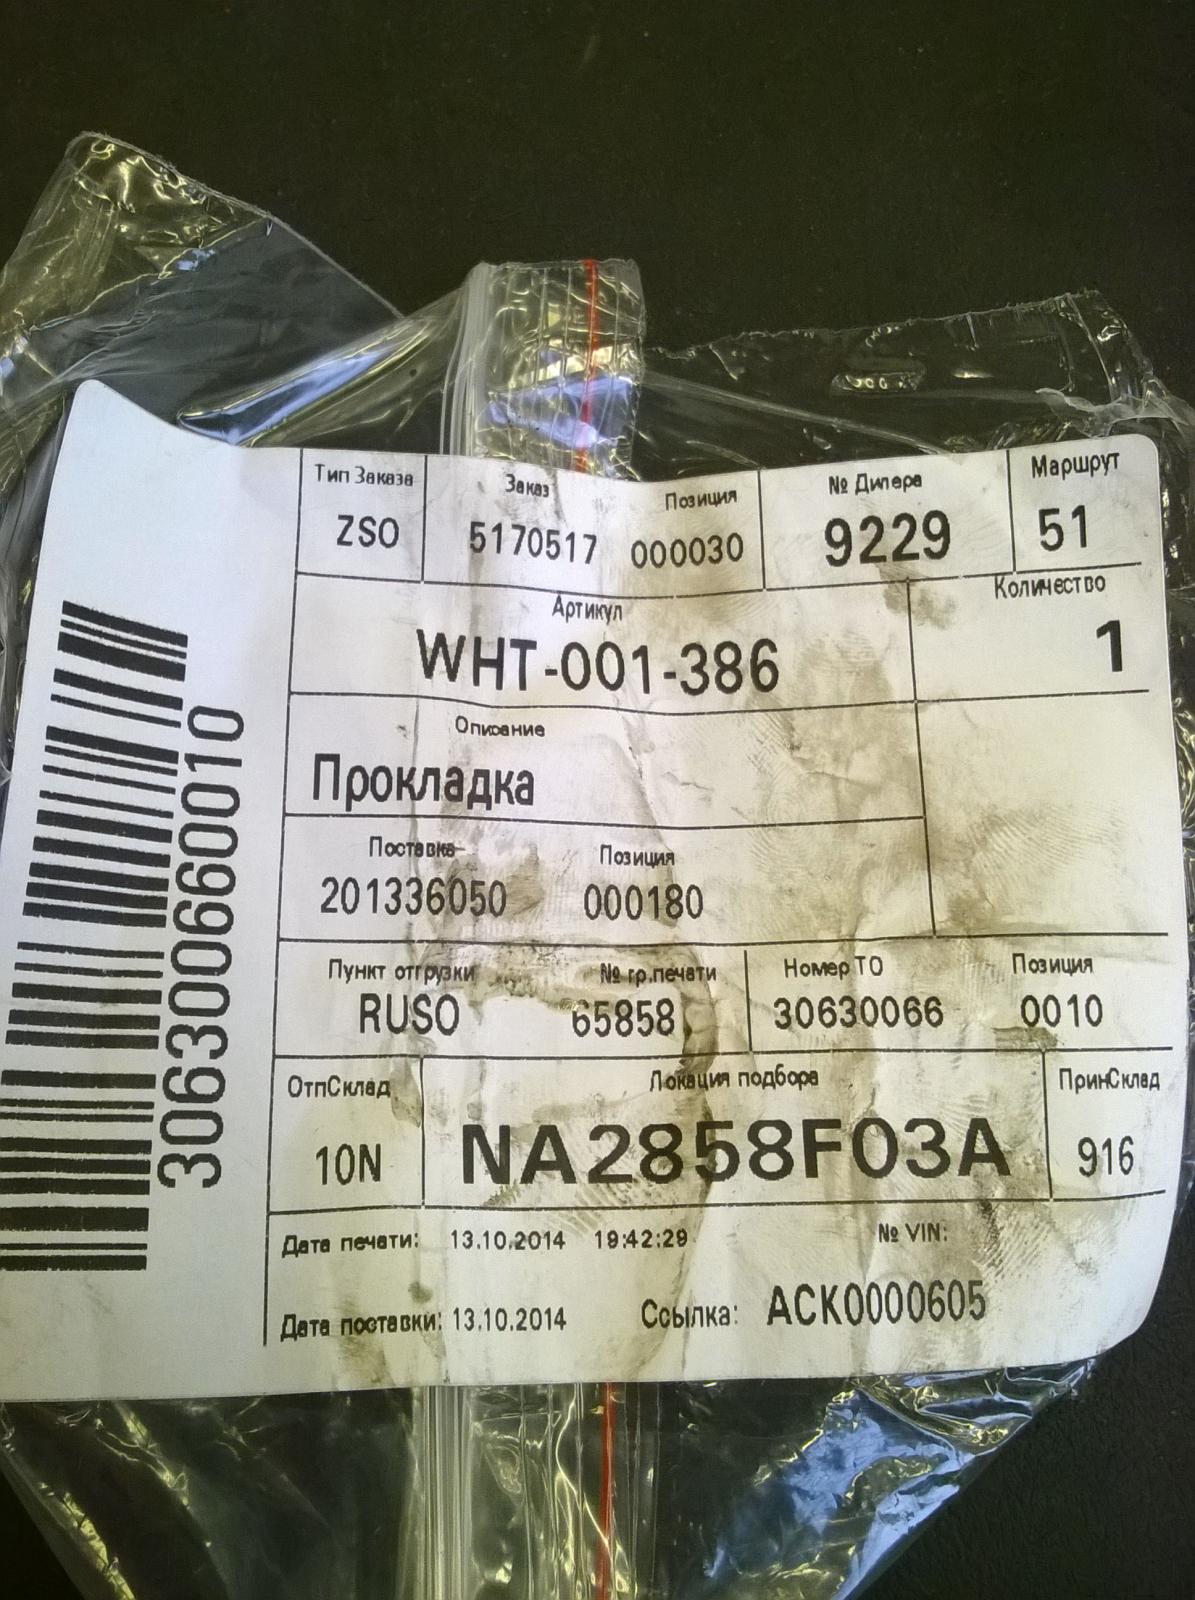 Тип Заказа Заказ Позиция № Дилера Маршрут
ZSO 5170517 000030 9229 51
Артикул Количество
WHT-001-386 1
Описание
Прокладка
Поставка Позиция
201336050 000180
Пункт отгрузки № гр.печати Номер ТО Позиция
RUSO 65858 30630066 0010
ОтпСклад Локация подбора ПринСклад
10N NA2858F03A 916
Дата печати: 13.10.2014 19:42:29 № VIN:
Дата поставки: 13.10.2014 Ссылка: ACK0000605
306300660010